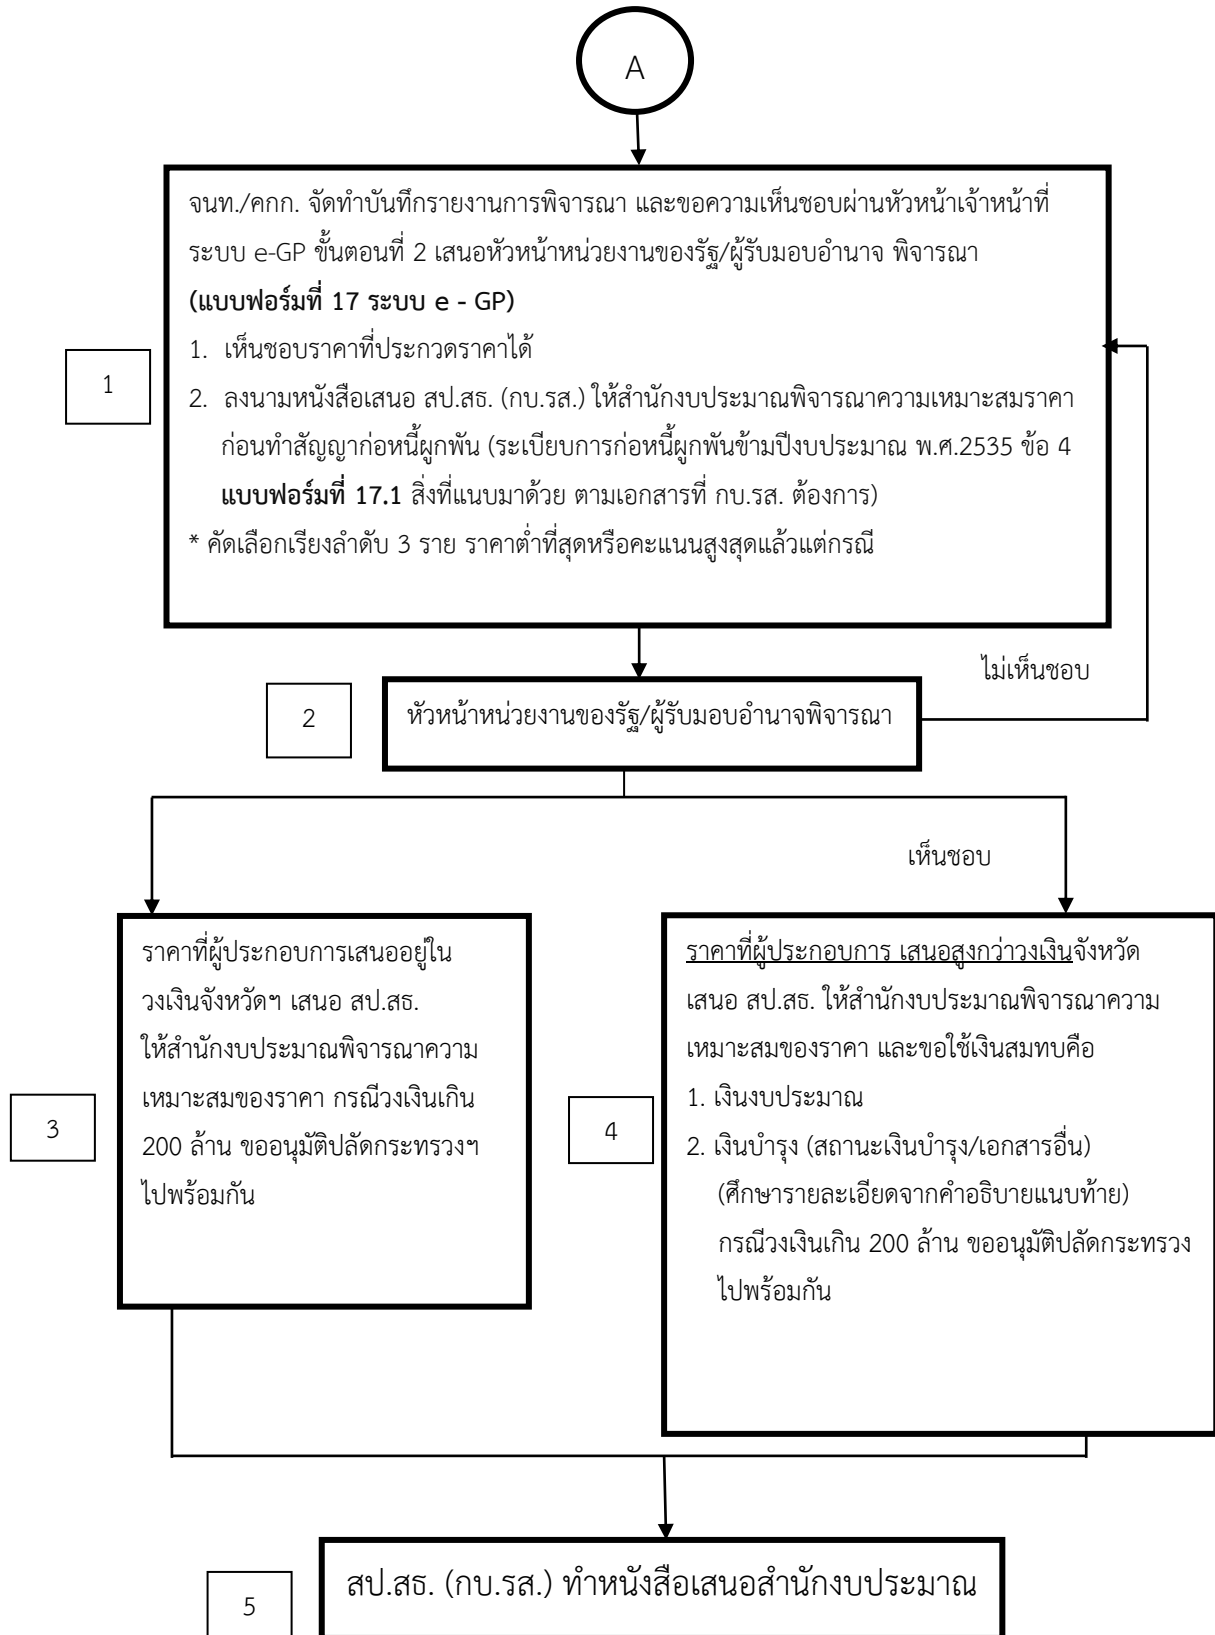 A
จนท./คกก. จัดทำบันทึกรายงานการพิจารณา และขอความเห็นชอบผ่านหัวหน้าเจ้าหน้าที่
ระบบ e-GP ขั้นตอนที่ 2 เสนอหัวหน้าหน่วยงานของรัฐ/ผู้รับมอบอำนาจ พิจารณา
(แบบฟอร์มที่ 17 ระบบ e - GP)
1. เห็นชอบราคาที่ประกวดราคาได้
2. ลงนามหนังสือเสนอ สป.สธ. (กบ.รส.) ให้สำนักงบประมาณพิจารณาความเหมาะสมราคา
ก่อนทำสัญญาก่อหนี้ผูกพัน (ระเบียบการก่อหนี้ผูกพันข้ามปีงบประมาณ พ.ศ.2535 ข้อ 4
แบบฟอร์มที่ 17.1 สิ่งที่แนบมาด้วย ตามเอกสารที่ กบ.รส. ต้องการ)
* คัดเลือกเรียงลำดับ 3 ราย ราคาต่ำที่สุดหรือคะแนนสูงสุดแล้วแต่กรณี
1
ไม่เห็นชอบ
2
หัวหน้าหน่วยงานของรัฐ/ผู้รับมอบอำนาจพิจารณา
เห็นชอบ
ราคาที่ผู้ประกอบการเสนออยู่ใน
วงเงินจังหวัดฯ เสนอ สป.สธ.
ให้สำนักงบประมาณพิจารณาความ
เหมาะสมของราคา กรณีวงเงินเกิน
200 ล้าน ขออนุมัติปลัดกระทรวงฯ
ไปพร้อมกัน
3
ราคาที่ผู้ประกอบการ เสนอสูงกว่าวงเงินจังหวัด
เสนอ สป.สธ. ให้สำนักงบประมาณพิจารณาความ
เหมาะสมของราคา และขอใช้เงินสมทบคือ
1. เงินงบประมาณ
2. เงินบำรุง (สถานะเงินบำรุง/เอกสารอื่น)
(ศึกษารายละเอียดจากคำอธิบายแนบท้าย)
กรณีวงเงินเกิน 200 ล้าน ขออนุมัติปลัดกระทรวง
ไปพร้อมกัน
4
สป.สธ. (กบ.รส.) ทำหนังสือเสนอสำนักงบประมาณ
5